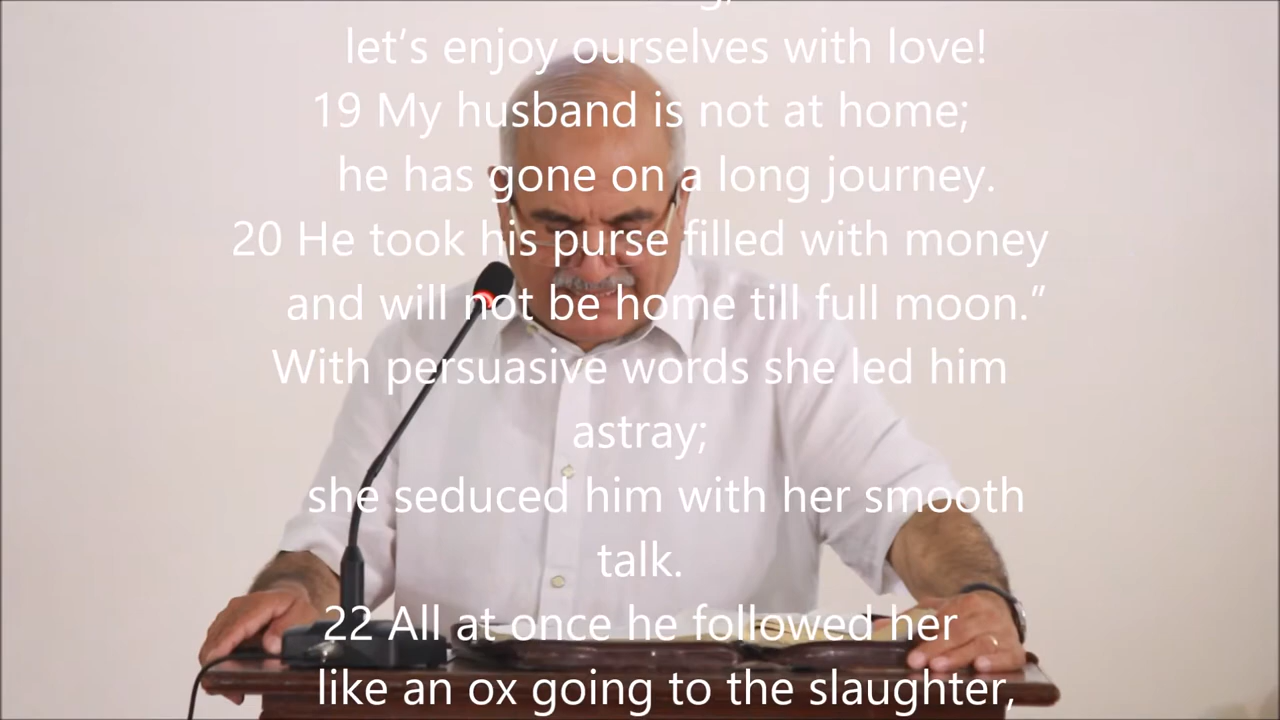 let’s enjoy ourselves with love!
19 My husband is not at home;
he has gone on a long journey.
20 He took his purse filled with money
and will not be home till full moon.”
With persuasive words she led him
astray;
she seduced him with her smooth
talk.
22 All at once he followed her
like an ox going to the slaughter,